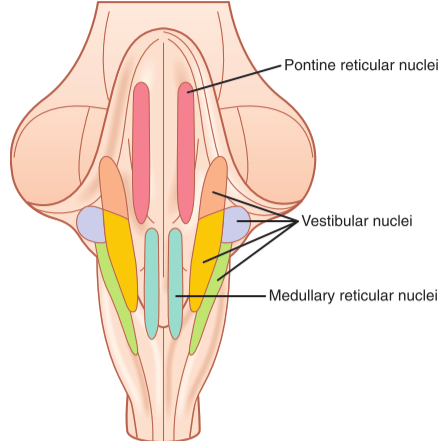 Pontine reticular nuclei
Vestibular nuclei
Medullary reticular nuclei